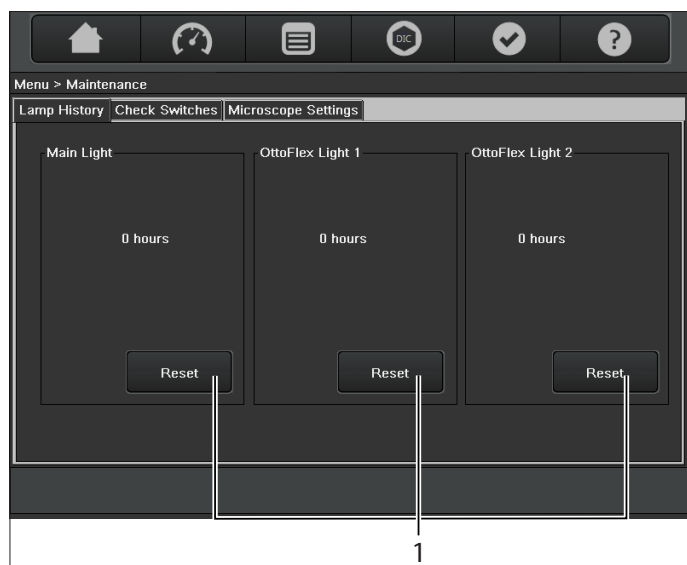 DIC
?
Menu > Maintenance
Lamp History Check Switches Microscope Settings
Main Light OttoFlex Light 1 OttoFlex Light 2
0 hours 0 hours 0 hours
Reset Reset Reset
1